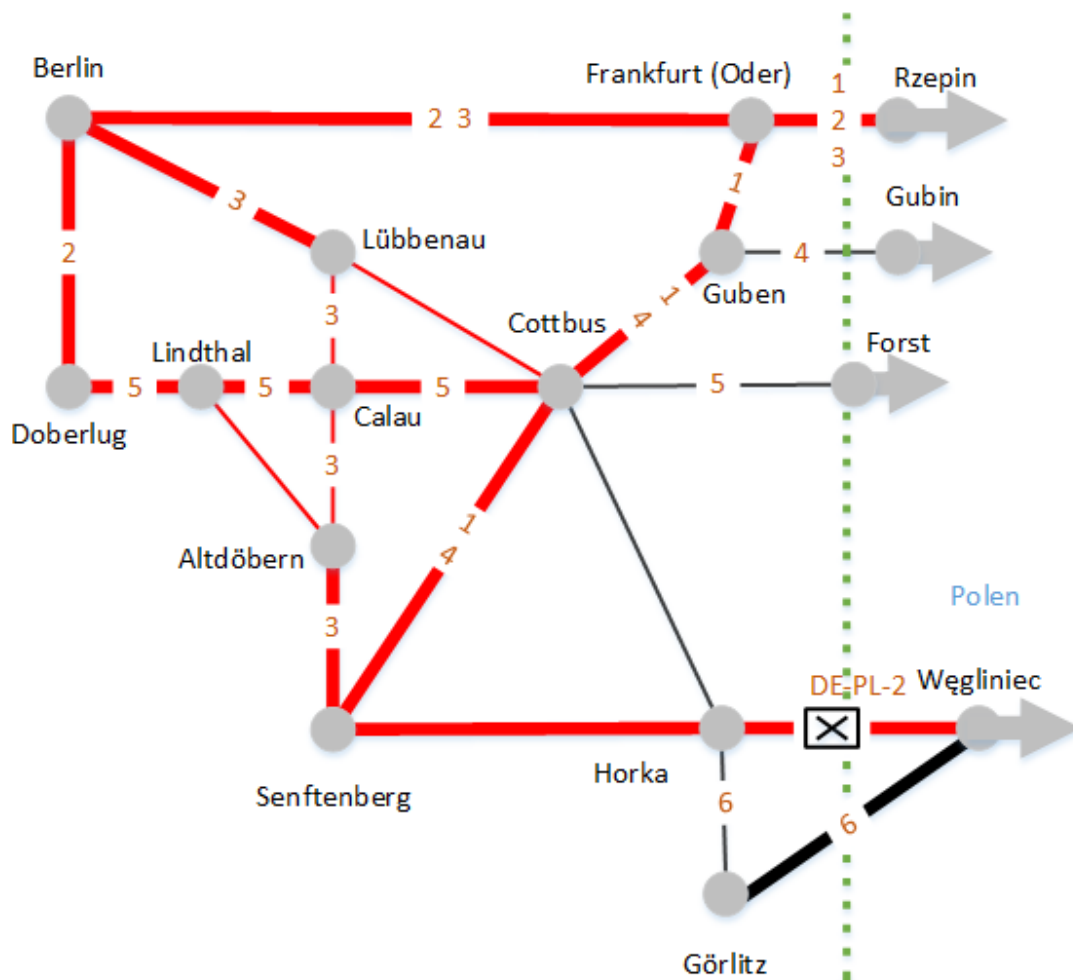 Berlin
Frankfurt (Oder)
1
Rzepin
2 3
2
3
1
Gubin
3
Lübbenau
2
4
Guben
1
4
Cottbus
3
Forst
Lindthal
5
5
5
5
Doberlug
Calau
3
1
4
Altdöbern
Polen
3
DE-PL-2
Węgliniec
Senftenberg
Horka
6
6
Görlitz